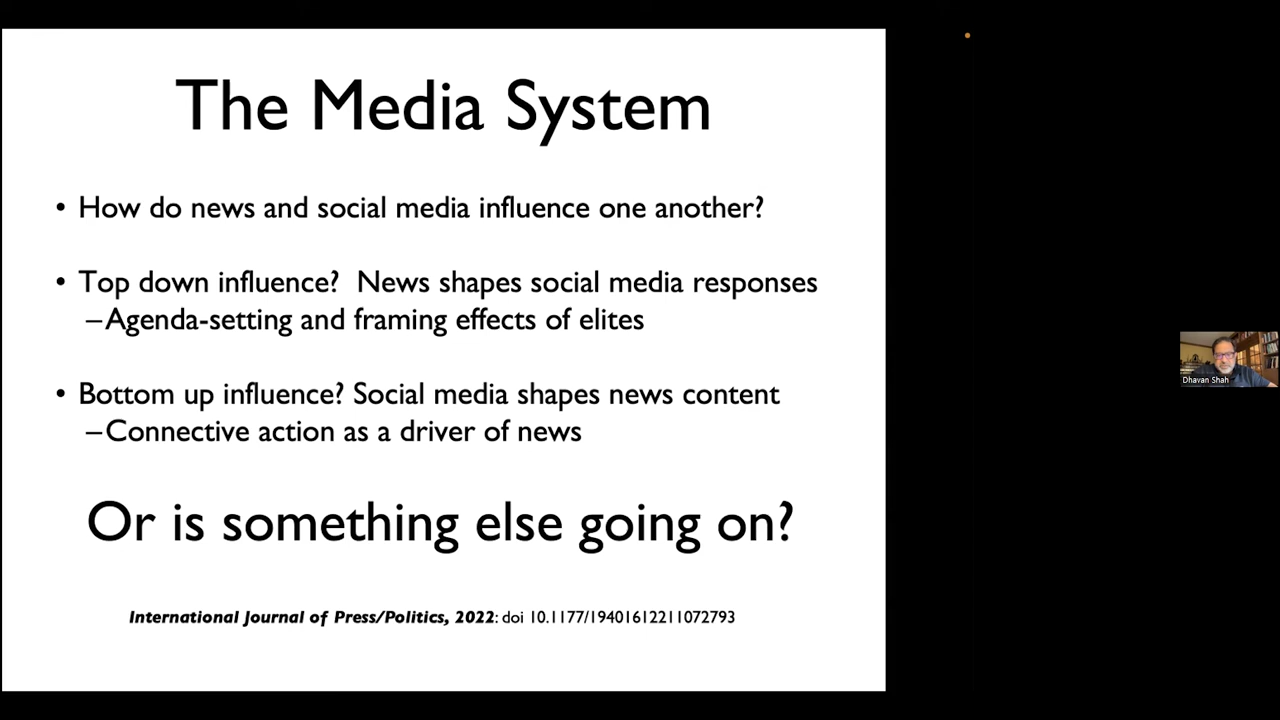 The Media System
• How do news and social media influence one another?
• Top down influence?  News shapes social media responses
–Agenda-setting and framing effects of elites
• Bottom up influence? Social media shapes news content
–Connective action as a driver of news
Or is something else going on?
International Journal of Press/Politics, 2022: doi 10.1177/19401612211072793
Dhavan Shah